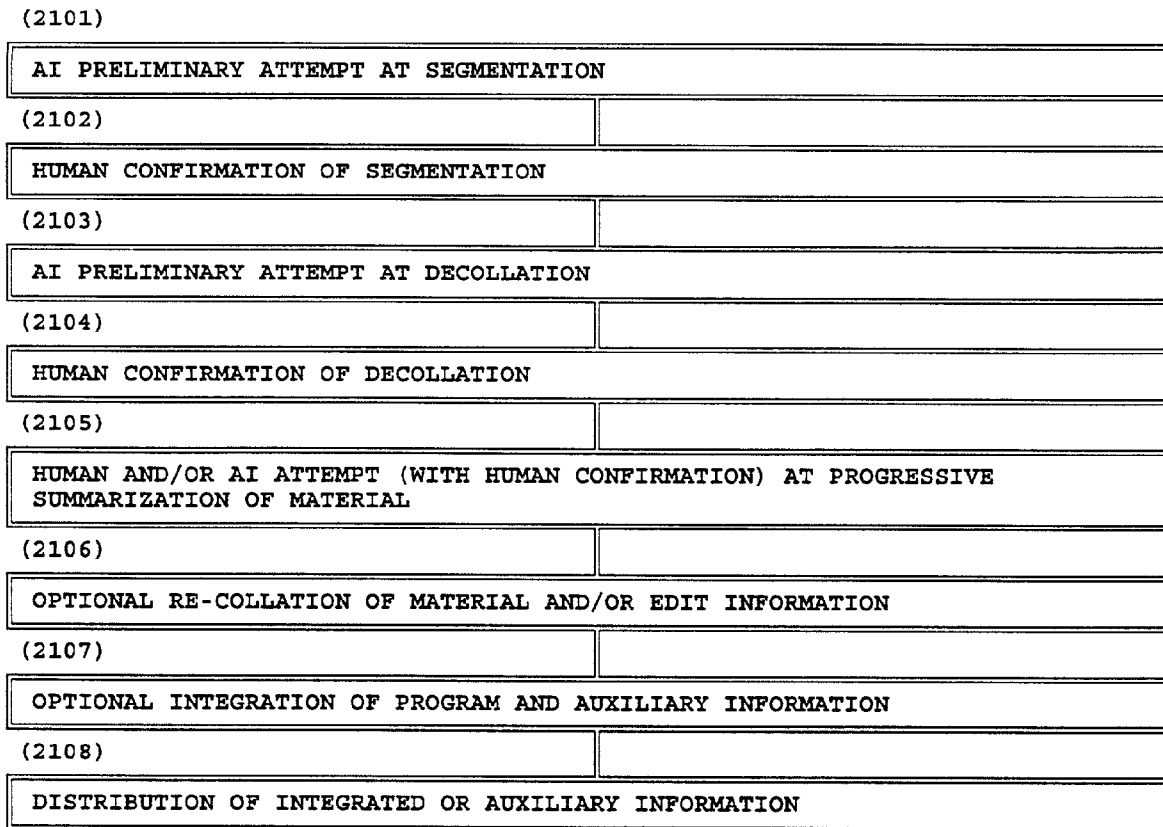 (2101)
AI PRELIMINARY ATTEMPT AT SEGMENTATION
(2102)
HUMAN CONFIRMATION OF SEGMENTATION
(2103)
AI PRELIMINARY ATTEMPT AT DECOLLATION
(2104)
HUMAN CONFIRMATION OF DECOLLATION
(2105)
HUMAN AND/OR AI ATTEMPT (WITH HUMAN CONFIRMATION) AT PROGRESSIVE
SUMMARIZATION OF MATERIAL
(2106)
OPTIONAL RE-COLLATION OF MATERIAL AND/OR EDIT INFORMATION
(2107)
OPTIONAL INTEGRATION OF PROGRAM AND AUXILIARY INFORMATION
(2108)
DISTRIBUTION OF INTEGRATED OR AUXILIARY INFORMATION